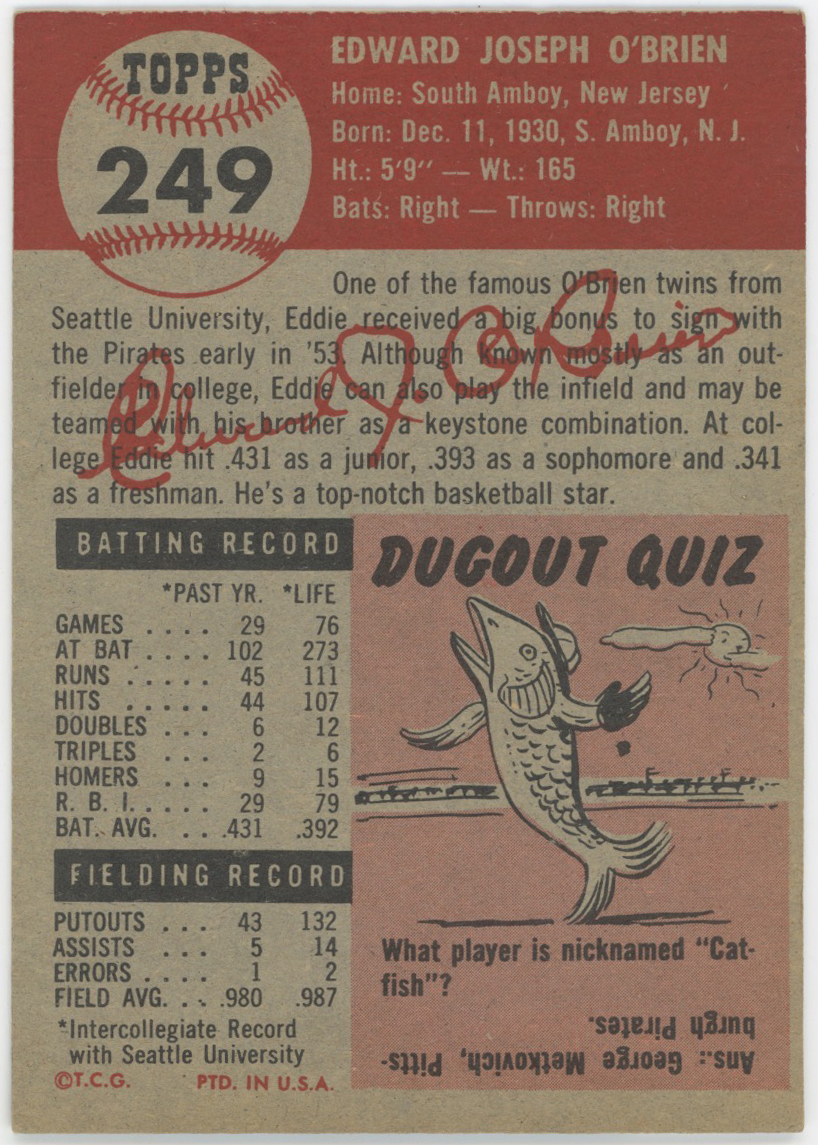 TOPPS
249
EDWARD JOSEPH O'BRIEN
Home: South Amboy, New Jersey
Born: Dec. 11, 1930, S. Amboy, N. J.
Ht.: 5'9'' — Wt.: 165
Bats: Right — Throws: Right
One of the famous O'Brien twins from
Seattle University, Eddie received a big bonus to sign with
the Pirates early in '53. Although known mostly as an out-
fielder in college, Eddie can also play the infield and may be
teamed with his brother as a keystone combination. At col-
lege Eddie hit .431 as a junior, .393 as a sophomore and .341
as a freshman. He's a top-notch basketball star.
Edward J. O'Brien
BATTING RECORD
*PAST YR. *LIFE
GAMES . . . . 29 76
AT BAT . . . . 102 273
RUNS . . . . . 45 111
HITS . . . . . 44 107
DOUBLES . . . 6 12
TRIPLES . . . 2 6
HOMERS . . . 9 15
R. B. I. . . . . 29 79
BAT. AVG. . . .431 .392
FIELDING RECORD
PUTOUTS . . . 43 132
ASSISTS . . . 5 14
ERRORS . . . . 1 2
FIELD AVG. . . .980 .987
*Intercollegiate Record
with Seattle University
©T.C.G. PTD. IN U.S.A.
DUGOUT QUIZ
What player is nicknamed "Cat-
fish"?
Ans.: George Metkovich, Pitts-
burgh Pirates.